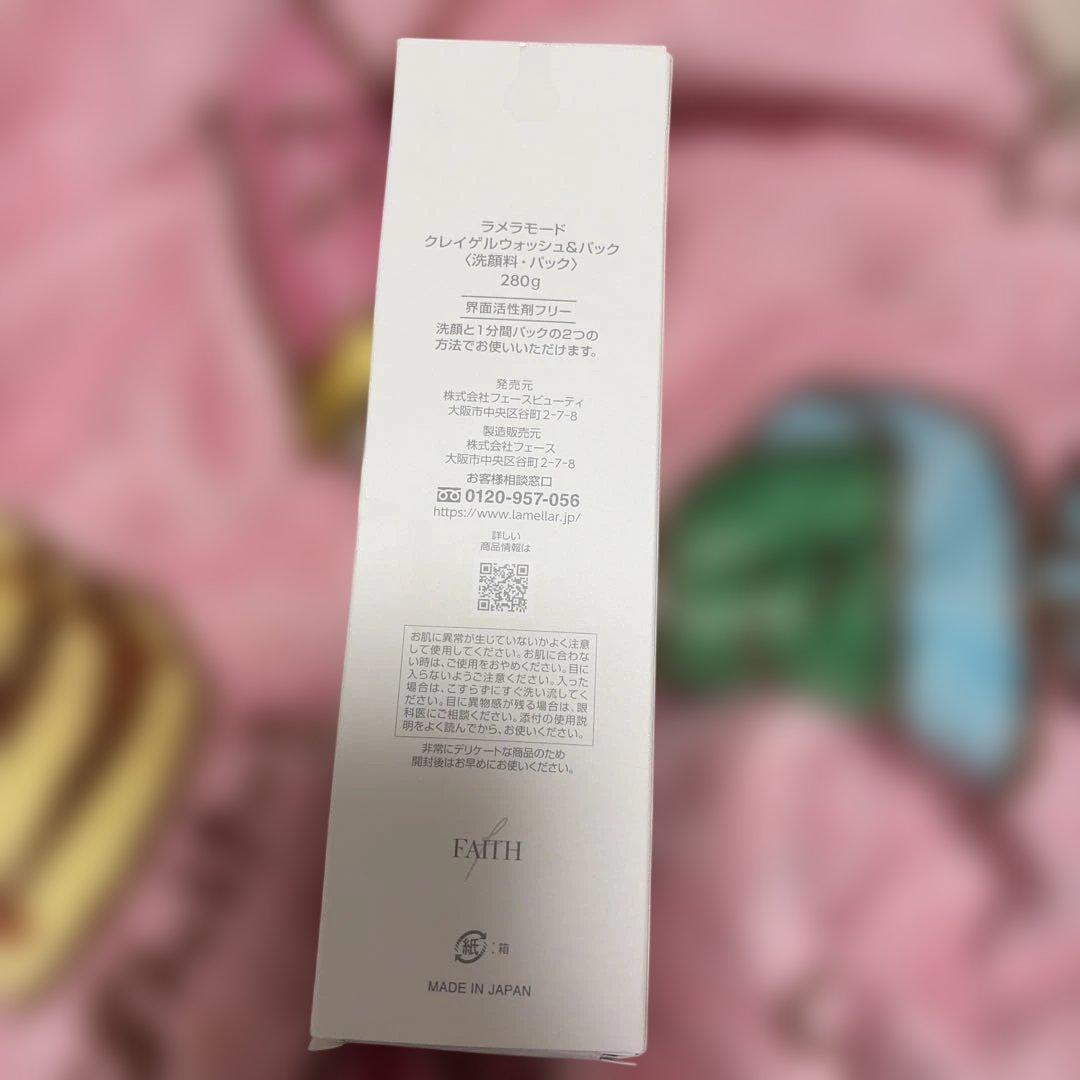 ラメラモード
クレイゲルウォッシュ&パック
〈洗顔料・パック〉
280g
界面活性剤フリー
洗顔と1分間パックの2つの
方法でお使いいただけます。
発売元
株式会社フェースビューティ
大阪市中央区谷町2-7-8
製造販売元
株式会社フェース
大阪市中央区谷町2-7-8
お客様相談窓口
0120-957-056
https://www.lamellar.jp/
詳しい
商品情報は
お肌に異常が生じていないかよく注意
して使用してください。お肌に合わな
い時は、ご使用をおやめください。目に
入らないようご注意ください。入った
場合は、こすらずにすぐ洗い流してく
ださい。目に異物感が残る場合は、眼
科医にご相談ください。添付の使用説
明をよく読んでから、お使いください。
非常にデリケートな商品のため
開封後はお早めにお使いください。
FAITH
紙:箱
MADE IN JAPAN